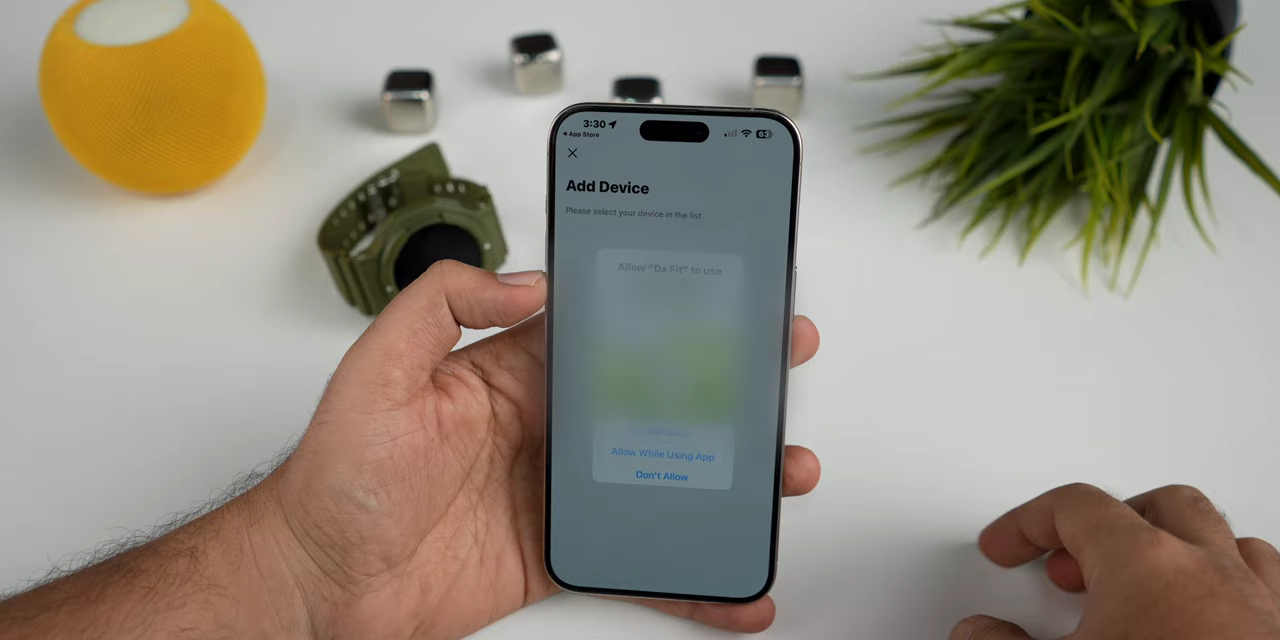 3:30
62
◀ App Store
Add Device
Please select your device in the list
Allow “Da Fit” to use
Allow While Using App
Don’t Allow